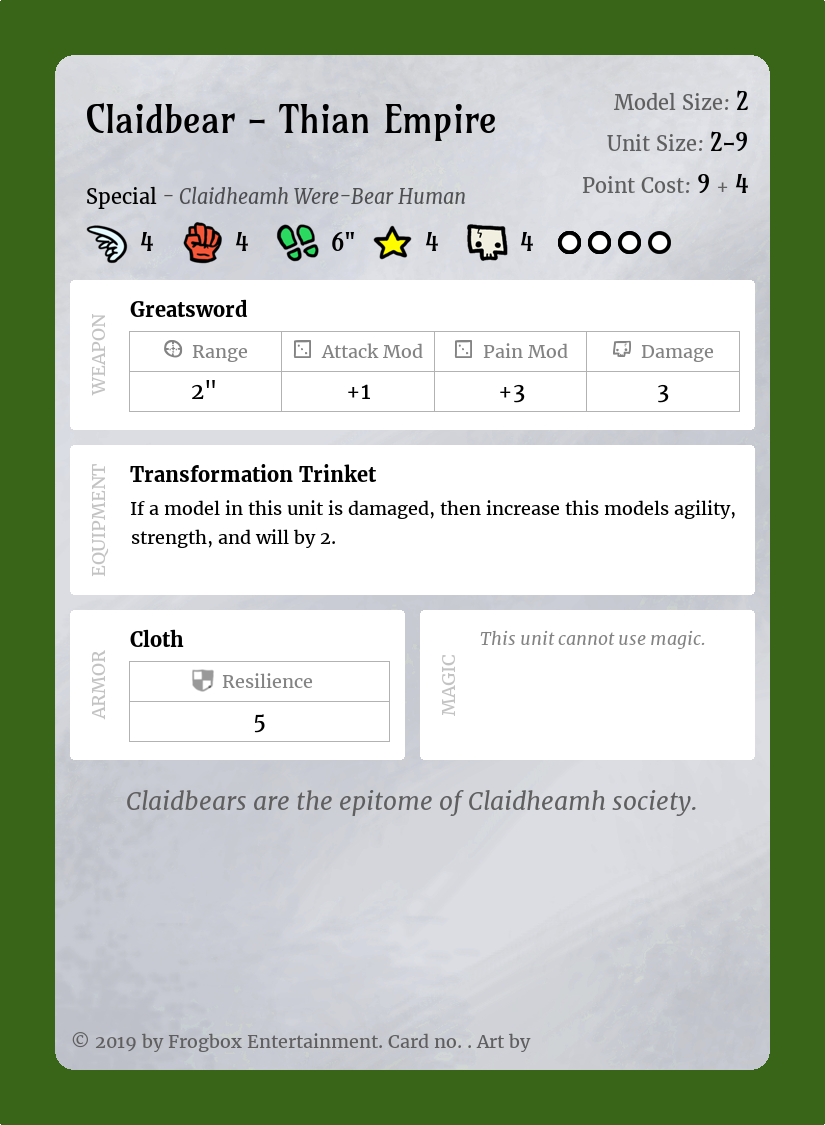 Claidbear – Thian Empire
Model Size: 2
Unit Size: 2–9
Point Cost: 9 + 4
Special – Claidheamh Were-Bear Human
4 4 6" 4 4
WEAPON
Greatsword
Range Attack Mod Pain Mod Damage
2" +1 +3 3
EQUIPMENT
Transformation Trinket
If a model in this unit is damaged, then increase this models agility,
strength, and will by 2.
ARMOR
Cloth
Resilience
5
MAGIC
This unit cannot use magic.
Claidbears are the epitome of Claidheamh society.
© 2019 by Frogbox Entertainment. Card no. . Art by